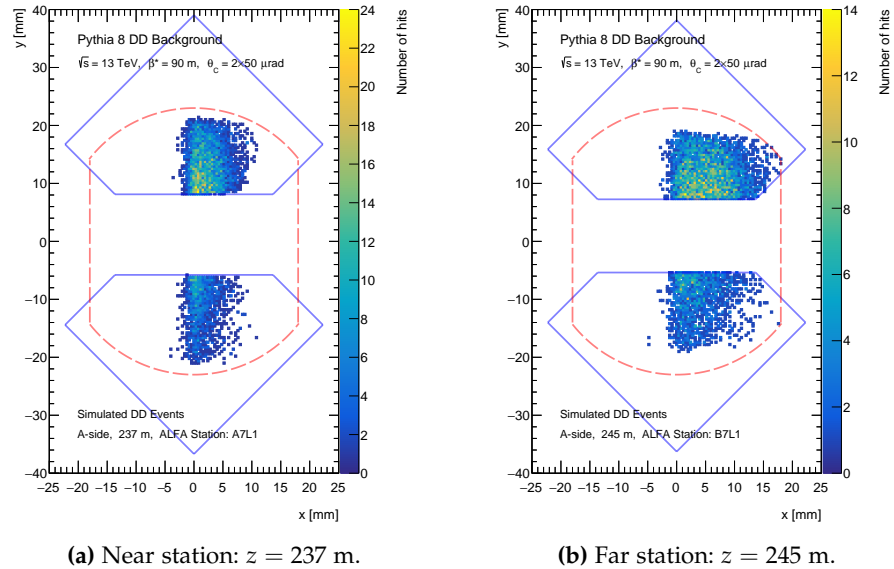 y [mm]
40
30
20
10
0
−10
−20
−30
−40
Pythia 8 DD Background
√s = 13 TeV, β* = 90 m, θC = 2×50 μrad
Simulated DD Events
A-side, 237 m, ALFA Station: A7L1
−25 −20 −15 −10 −5 0 5 10 15 20 25
x [mm]
Number of hits
24
22
20
18
16
14
12
10
8
6
4
2
0
(a) Near station: z = 237 m.
y [mm]
40
30
20
10
0
−10
−20
−30
−40
Pythia 8 DD Background
√s = 13 TeV, β* = 90 m, θC = 2×50 μrad
Simulated DD Events
A-side, 245 m, ALFA Station: B7L1
−25 −20 −15 −10 −5 0 5 10 15 20 25
x [mm]
Number of hits
14
12
10
8
6
4
2
0
(b) Far station: z = 245 m.